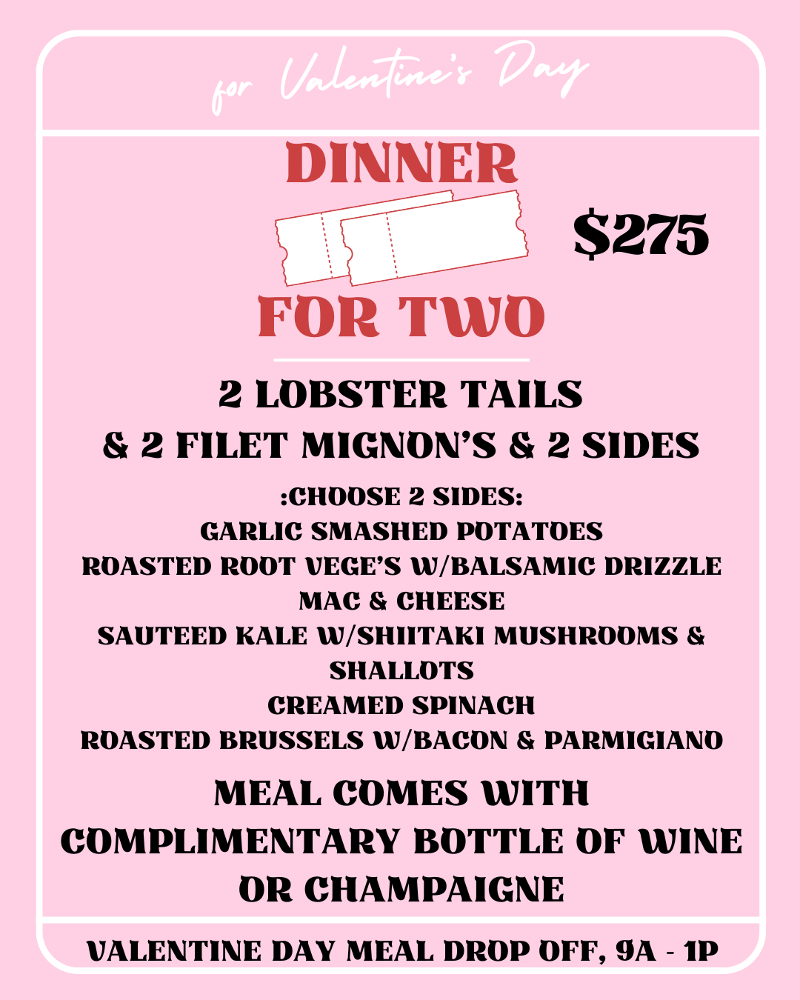 for Valentine's Day
DINNER
$275
FOR TWO
2 LOBSTER TAILS
& 2 FILET MIGNON'S & 2 SIDES
:CHOOSE 2 SIDES:
GARLIC SMASHED POTATOES
ROASTED ROOT VEGE'S W/BALSAMIC DRIZZLE
MAC & CHEESE
SAUTEED KALE W/SHIITAKI MUSHROOMS &
SHALLOTS
CREAMED SPINACH
ROASTED BRUSSELS W/BACON & PARMIGIANO
MEAL COMES WITH
COMPLIMENTARY BOTTLE OF WINE
OR CHAMPAIGNE
VALENTINE DAY MEAL DROP OFF, 9A - 1P